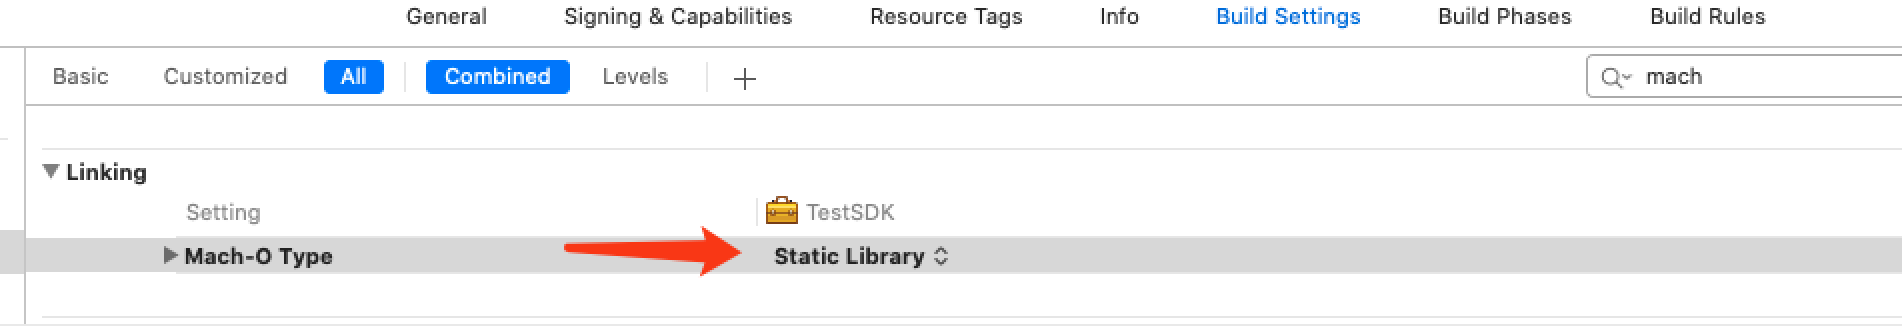 General Signing & Capabilities Resource Tags Info Build Settings Build Phases Build Rules
Basic Customized All Combined Levels + mach
Linking
Setting TestSDK
Mach-O Type Static Library